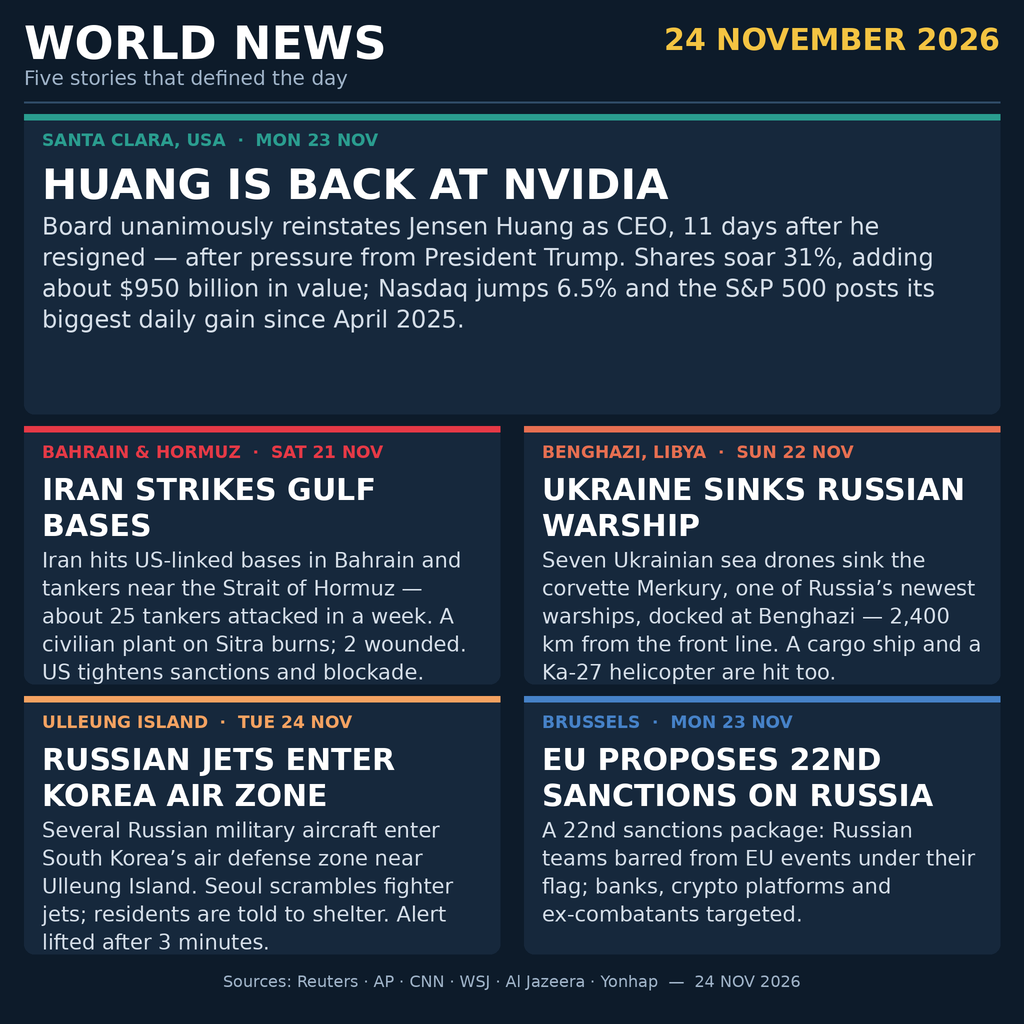 WORLD NEWS
24 NOVEMBER 2026
Five stories that defined the day
SANTA CLARA, USA · MON 23 NOV
HUANG IS BACK AT NVIDIA
Board unanimously reinstates Jensen Huang as CEO, 11 days after he
resigned — after pressure from President Trump. Shares soar 31%, adding
about $950 billion in value; Nasdaq jumps 6.5% and the S&P 500 posts its
biggest daily gain since April 2025.
BAHRAIN & HORMUZ · SAT 21 NOV
IRAN STRIKES GULF
BASES
Iran hits US-linked bases in Bahrain and
tankers near the Strait of Hormuz —
about 25 tankers attacked in a week. A
civilian plant on Sitra burns; 2 wounded.
US tightens sanctions and blockade.
BENGHAZI, LIBYA · SUN 22 NOV
UKRAINE SINKS RUSSIAN
WARSHIP
Seven Ukrainian sea drones sink the
corvette Merkury, one of Russia’s newest
warships, docked at Benghazi — 2,400
km from the front line. A cargo ship and a
Ka-27 helicopter are hit too.
ULLEUNG ISLAND · TUE 24 NOV
RUSSIAN JETS ENTER
KOREA AIR ZONE
Several Russian military aircraft enter
South Korea’s air defense zone near
Ulleung Island. Seoul scrambles fighter
jets; residents are told to shelter. Alert
lifted after 3 minutes.
BRUSSELS · MON 23 NOV
EU PROPOSES 22ND
SANCTIONS ON RUSSIA
A 22nd sanctions package: Russian
teams barred from EU events under their
flag; banks, crypto platforms and
ex-combatants targeted.
Sources: Reuters · AP · CNN · WSJ · Al Jazeera · Yonhap — 24 NOV 2026